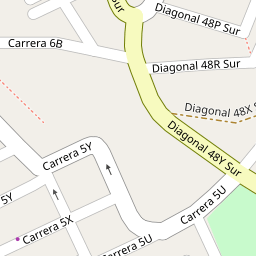 Diagonal 48P Sur
Sur
Carrera 6B
Diagonal 48R Sur
Diagonal 48X S
Diagonal 48Y Sur
Carrera 5Y
5Y
Carrera 5U
Carrera 5X
Carrera 5U